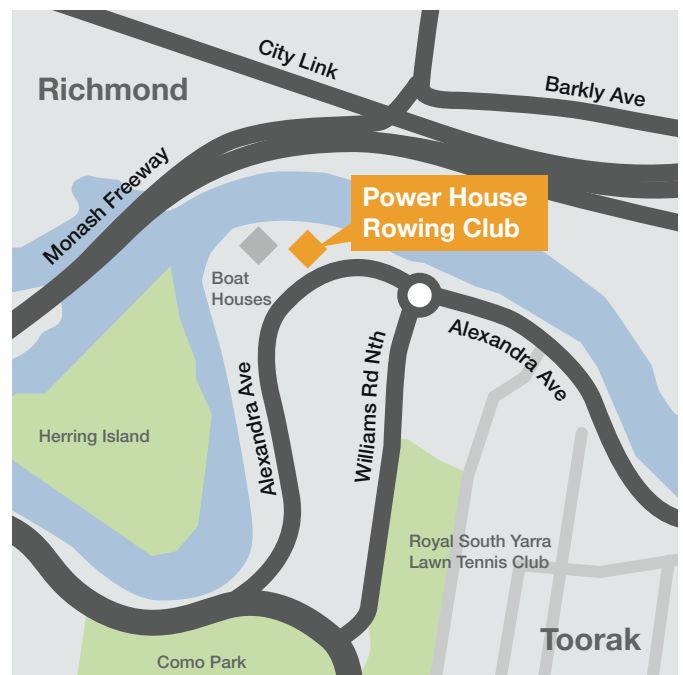 City Link
Richmond
Barkly Ave
Monash Freeway
Power House
Rowing Club
Boat
Houses
Alexandra Ave
Williams Rd Nth
Alexandra Ave
Herring Island
Royal South Yarra
Lawn Tennis Club
Toorak
Como Park